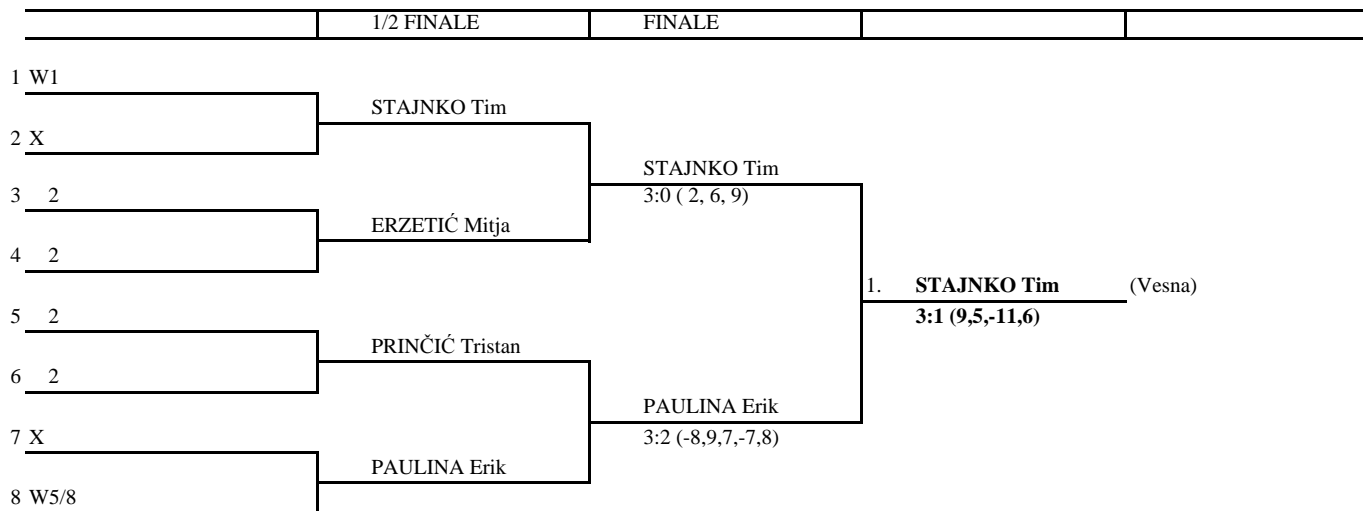 1/2 FINALE FINALE
1 W1
STAJNKO Tim
2 X
STAJNKO Tim
3 2
3:0 ( 2, 6, 9)
ERZETIĆ Mitja
4 2
1. STAJNKO Tim (Vesna)
5 2
3:1 (9,5,-11,6)
PRINČIĆ Tristan
6 2
PAULINA Erik
7 X
3:2 (-8,9,7,-7,8)
PAULINA Erik
8 W5/8